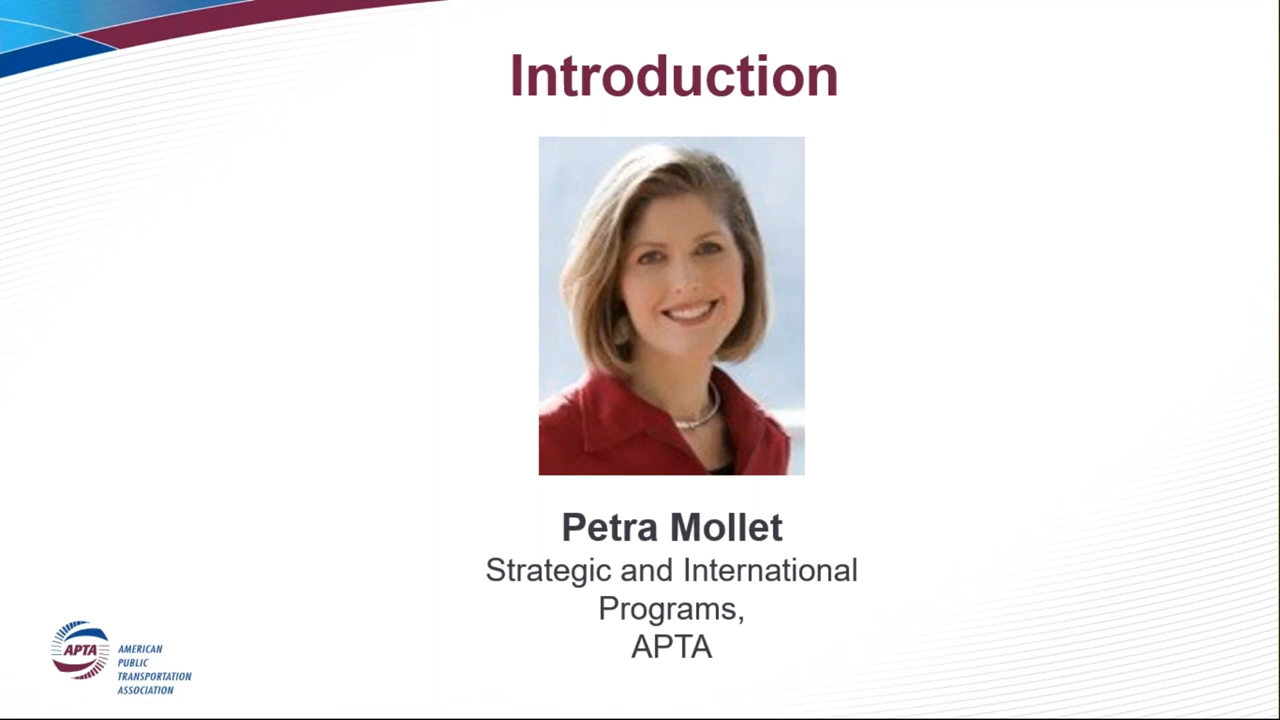 Introduction
Petra Mollet
Strategic and International
Programs,
APTA
APTA
AMERICAN
PUBLIC
TRANSPORTATION
ASSOCIATION